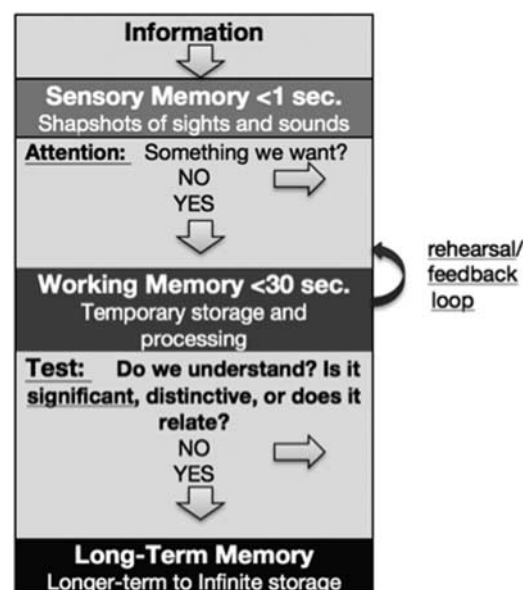 Information
Sensory Memory <1 sec.
Shapshots of sights and sounds
Attention: Something we want?
NO
YES
rehearsal/
feedback
loop
Working Memory <30 sec.
Temporary storage and
processing
Test: Do we understand? Is it
significant, distinctive, or does it
relate?
NO
YES
Long-Term Memory
Longer-term to Infinite storage